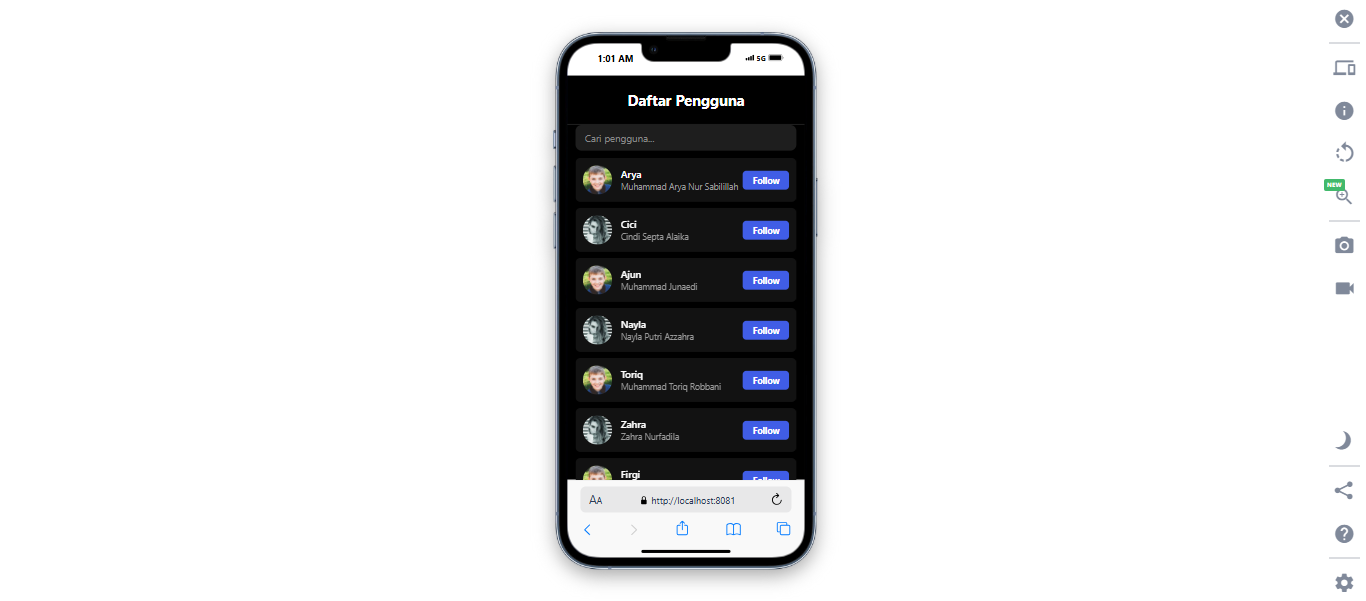 1:01 AM
5G
Daftar Pengguna
Cari pengguna...
Arya
Muhammad Arya Nur Sabilillah
Follow
Cici
Cindi Septa Alaika
Follow
Ajun
Muhammad Junaedi
Follow
Nayla
Nayla Putri Azzahra
Follow
Toriq
Muhammad Toriq Robbani
Follow
Zahra
Zahra Nurfadila
Follow
Firgi
Follow
AA
http://localhost:8081
NEW